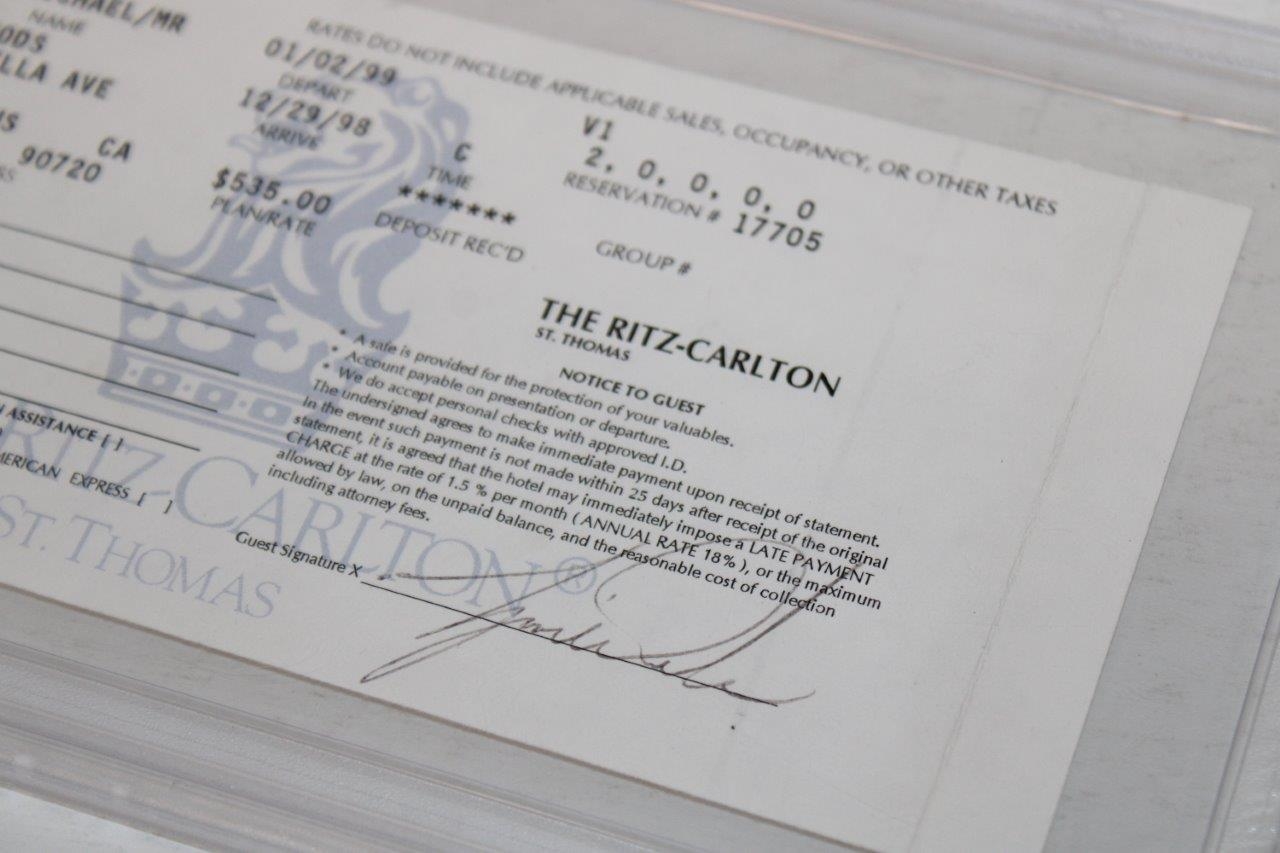 CHAEL/MR
NAME
ODS
LLA AVE
S CA
90720
RATES DO NOT INCLUDE APPLICABLE SALES, OCCUPANCY, OR OTHER TAXES
01/02/99
DEPART
12/29/98
ARRIVE
C
TIME
$535.00
PLAN/RATE
*******
DEPOSIT REC'D
VI
2. 0. 0. 0. 0
RESERVATION # 17705
GROUP #
THE RITZ-CARLTON
ST. THOMAS
NOTICE TO GUEST
• A safe is provided for the protection of your valuables.
• Account payable on presentation or departure.
• We do accept personal checks with approved I.D.
The undersigned agrees to make immediate payment upon receipt of statement.
In the event such payment is not made within 25 days after receipt of the original
statement, it is agreed that the hotel may immediately impose a LATE PAYMENT
CHARGE at the rate of 1.5 % per month ( ANNUAL RATE 18% ), or the maximum
allowed by law, on the unpaid balance, and the reasonable cost of collection
including attorney fees.
ASSISTANCE [ ]
ERICAN EXPRESS [ ]
RITZ-CARLTON®
ST. THOMAS
Guest Signature X